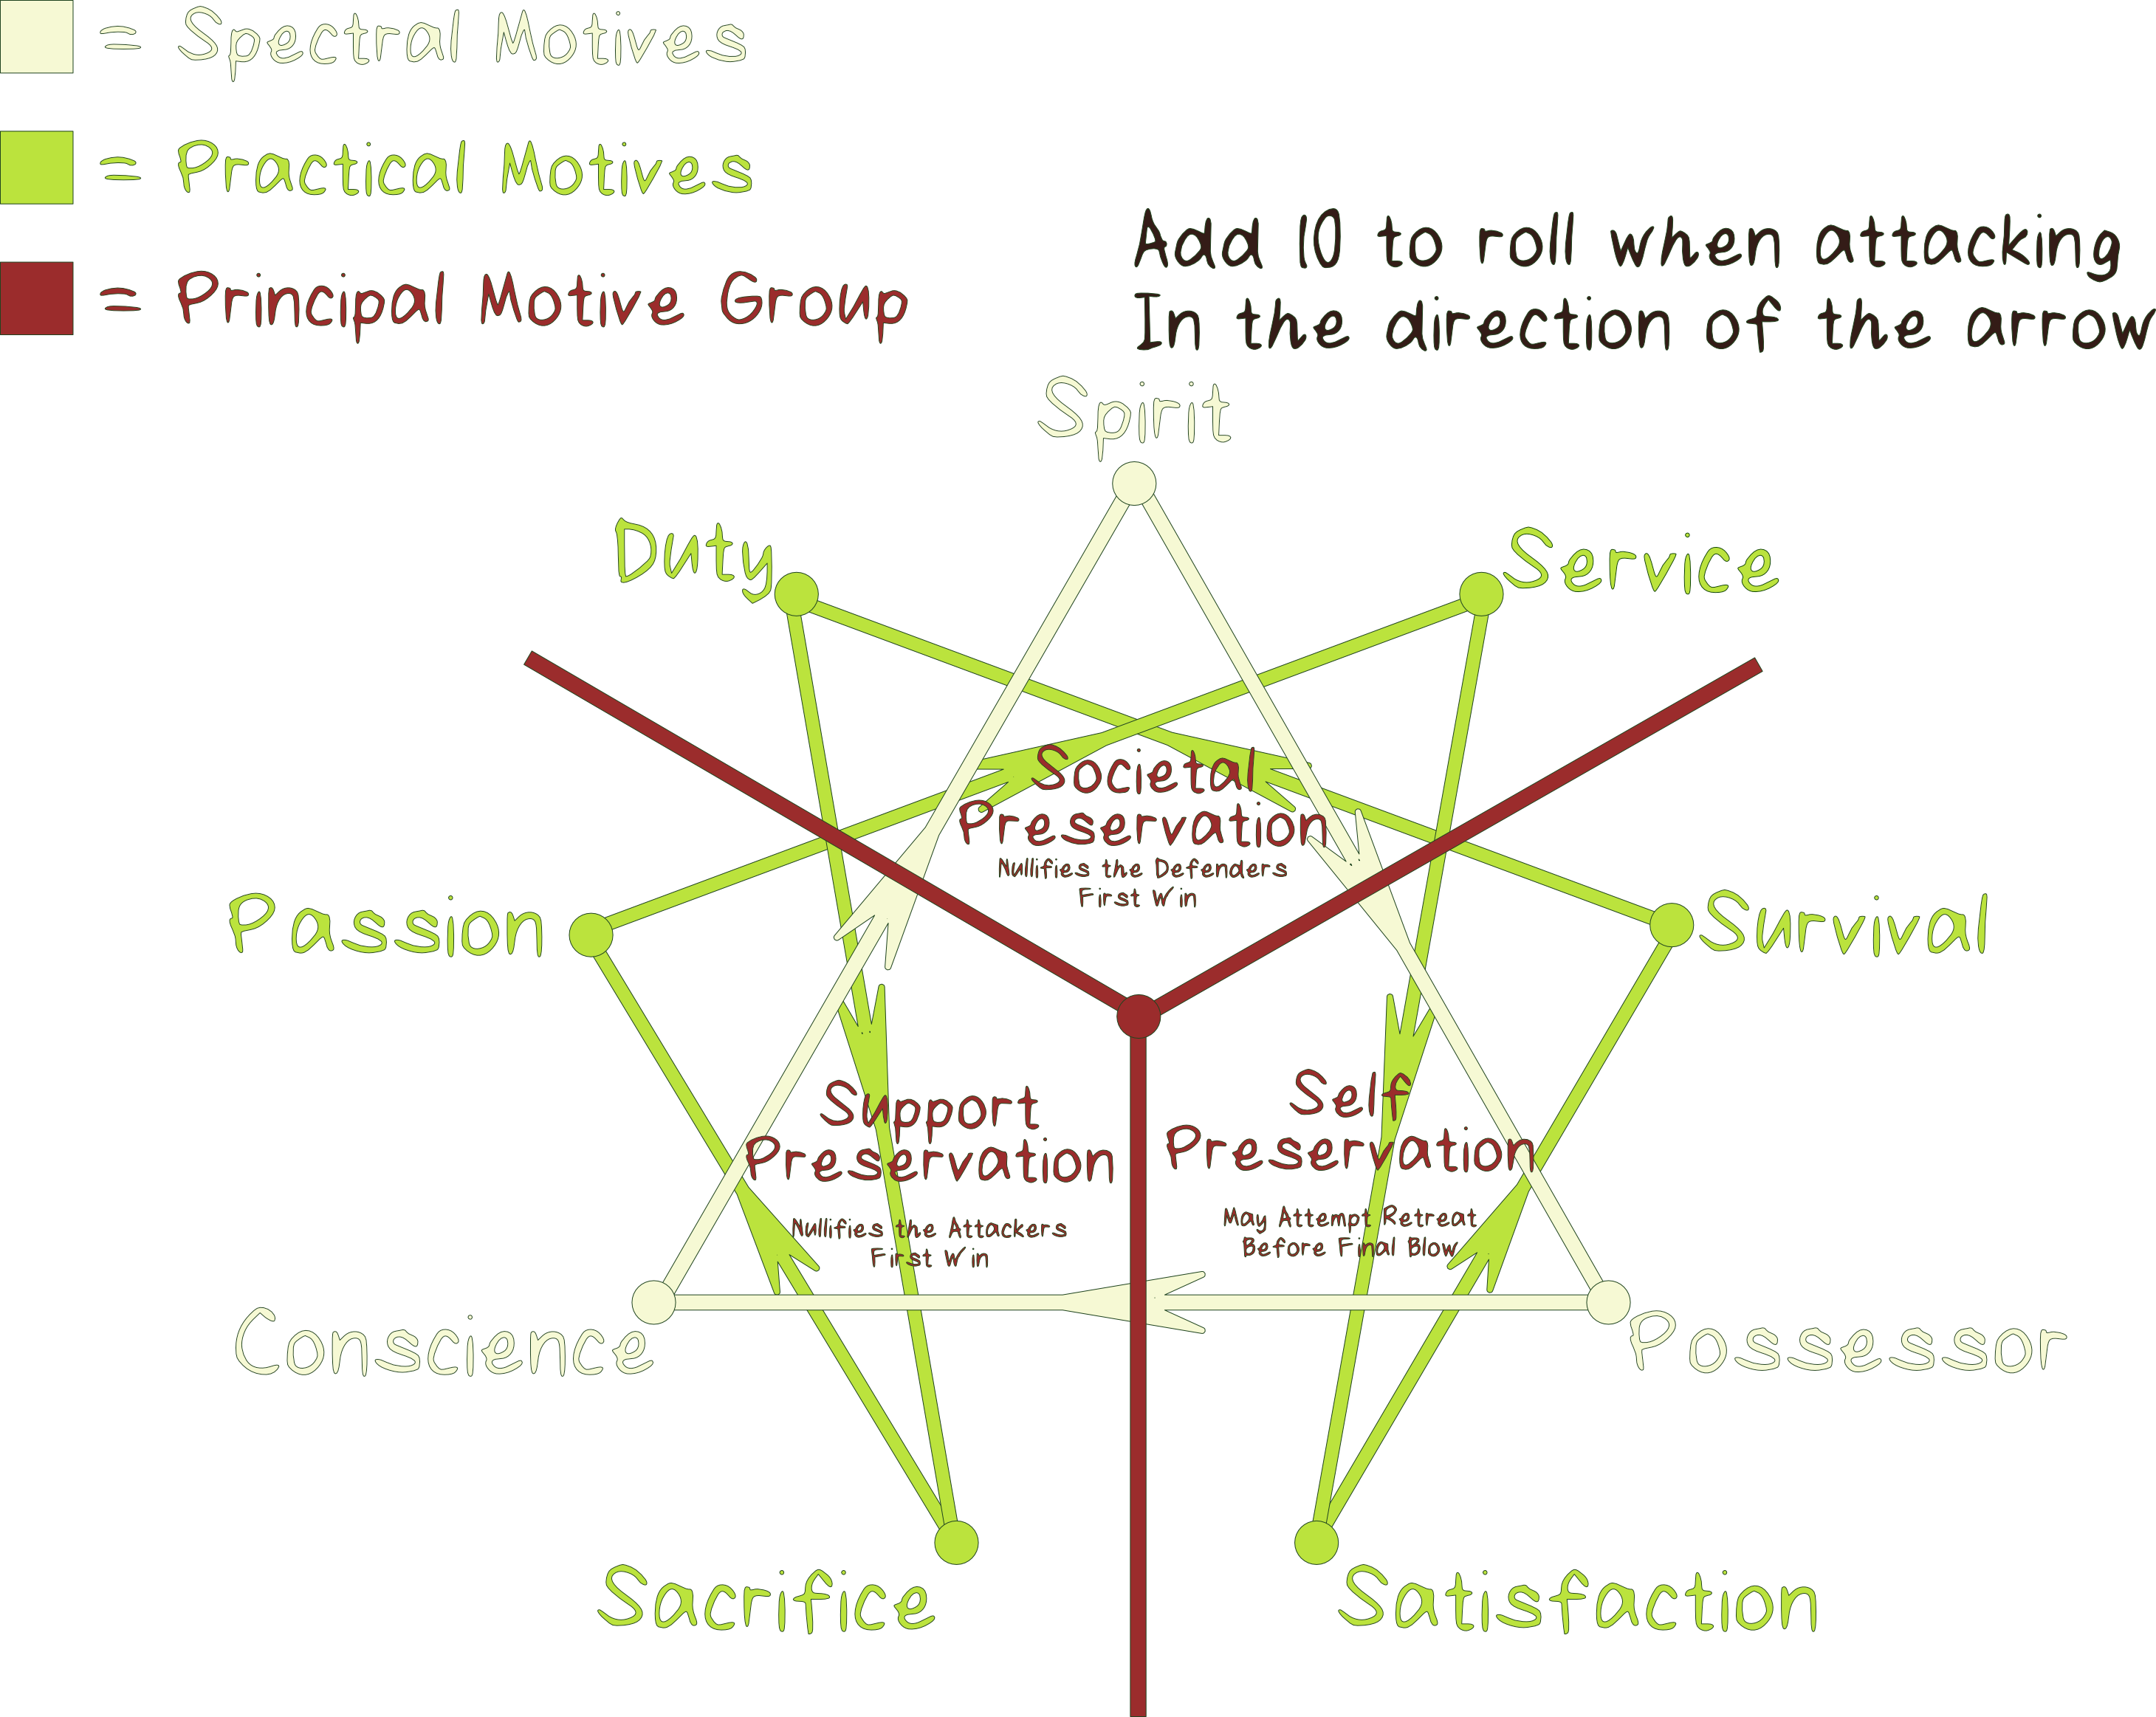 = Spectral Motives
= Practical Motives
= Principal Motive Group
Add 10 to roll when attacking
In the direction of the arrow
Spirit
Duty
Service
Societal
Preservation
Nullifies the Defenders
First Win
Passion
Survival
Support
Preservation
Nullifies the Attackers
First Win
Self
Preservation
May Attempt Retreat
Before Final Blow
Conscience
Possessor
Sacrifice
Satisfaction